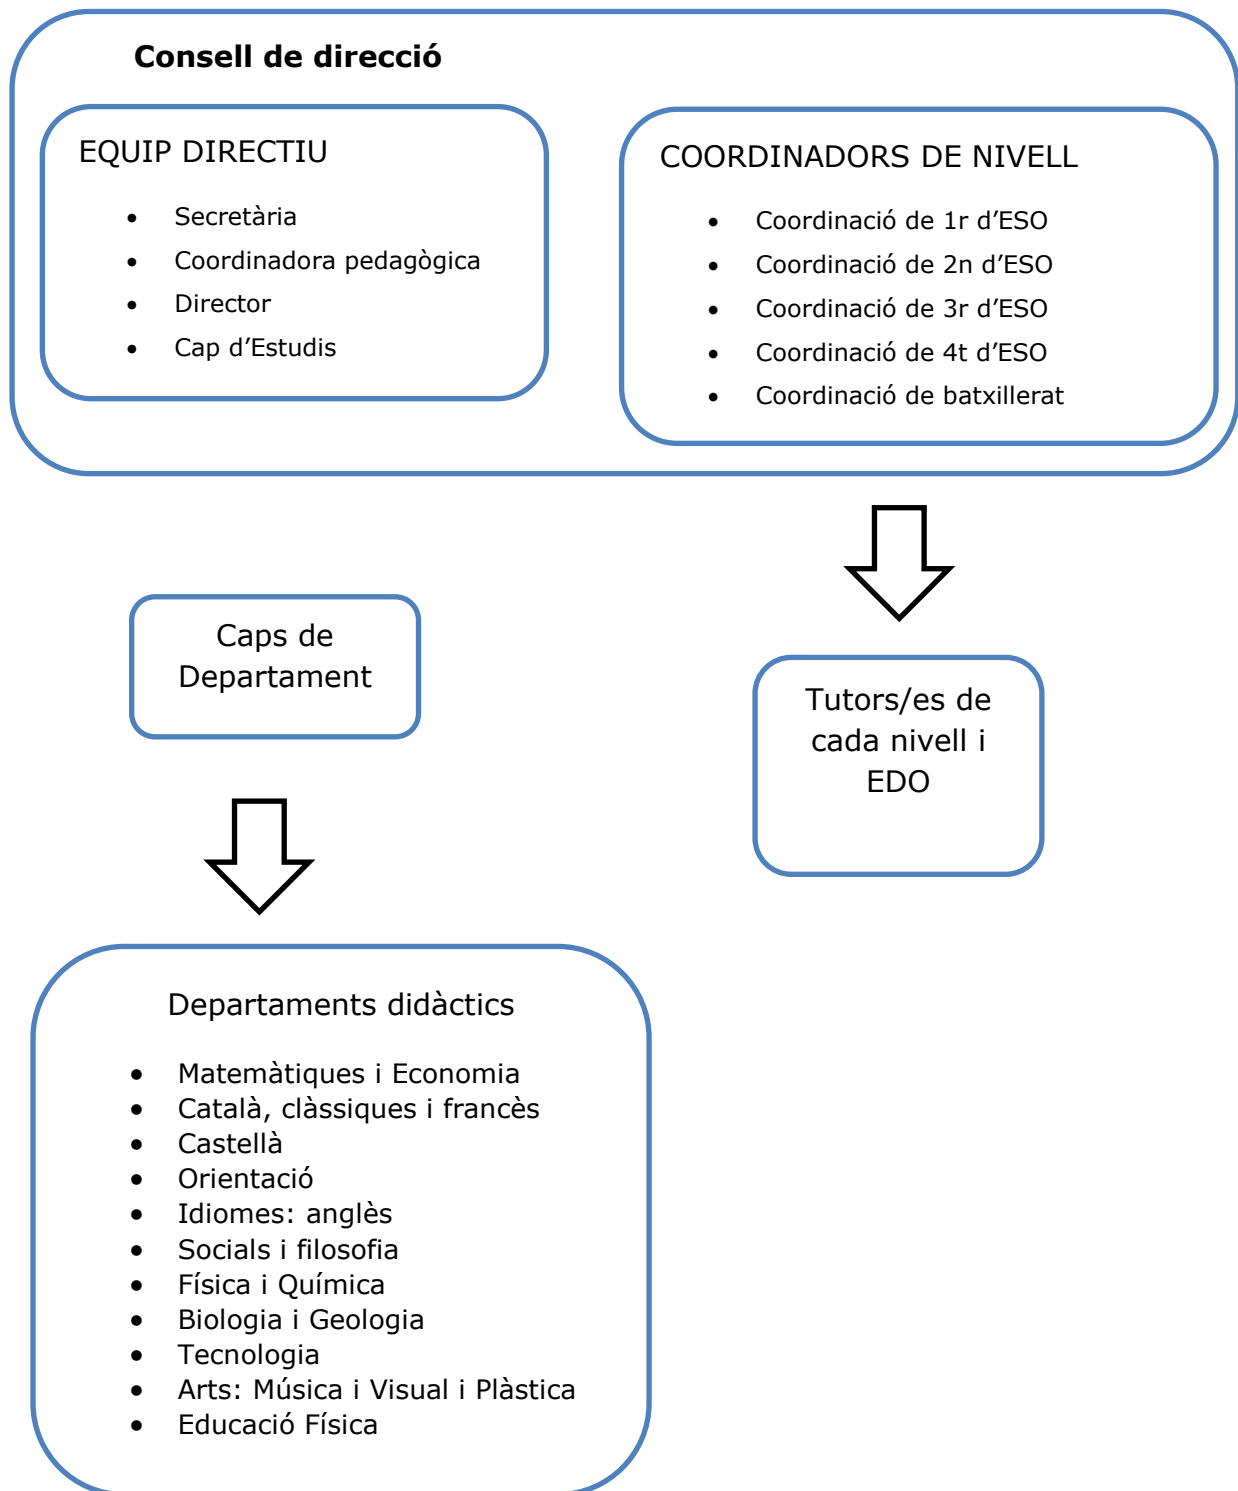 Consell de direcció
EQUIP DIRECTIU
• Secretària
• Coordinadora pedagògica
• Director
• Cap d’Estudis
COORDINADORS DE NIVELL
• Coordinació de 1r d’ESO
• Coordinació de 2n d’ESO
• Coordinació de 3r d’ESO
• Coordinació de 4t d’ESO
• Coordinació de batxillerat
Caps de
Departament
Tutors/es de
cada nivell i
EDO
Departaments didàctics
• Matemàtiques i Economia
• Català, clàssiques i francès
• Castellà
• Orientació
• Idiomes: anglès
• Socials i filosofia
• Física i Química
• Biologia i Geologia
• Tecnologia
• Arts: Música i Visual i Plàstica
• Educació Física